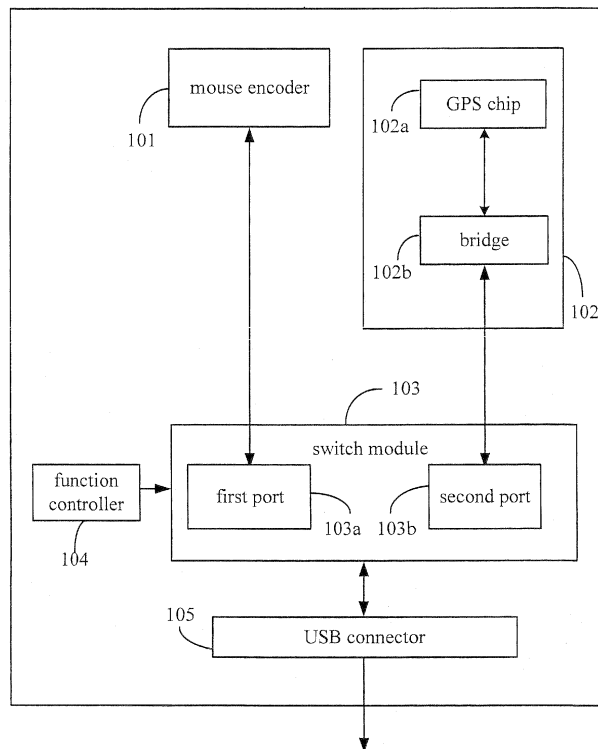 mouse encoder
101
GPS chip
102a
bridge
102b
102
103
switch module
function
controller
104
first port
103a
second port
103b
105
USB connector